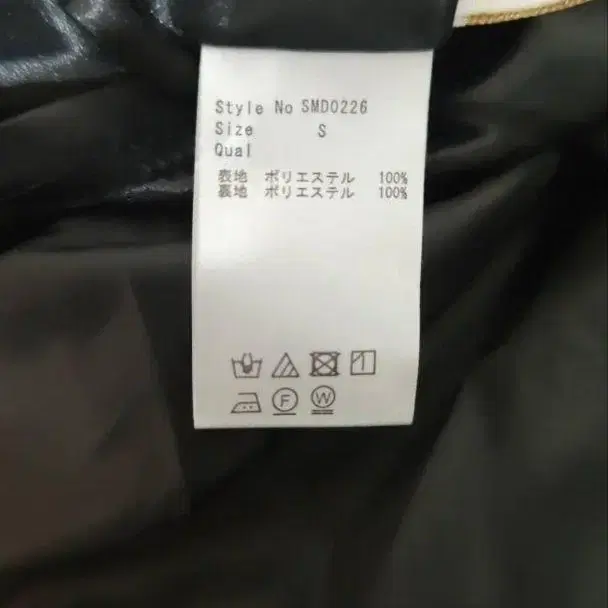 Style No SMD0226
Size S
Qual
表地 ポリエステル 100%
裏地 ポリエステル 100%
F W